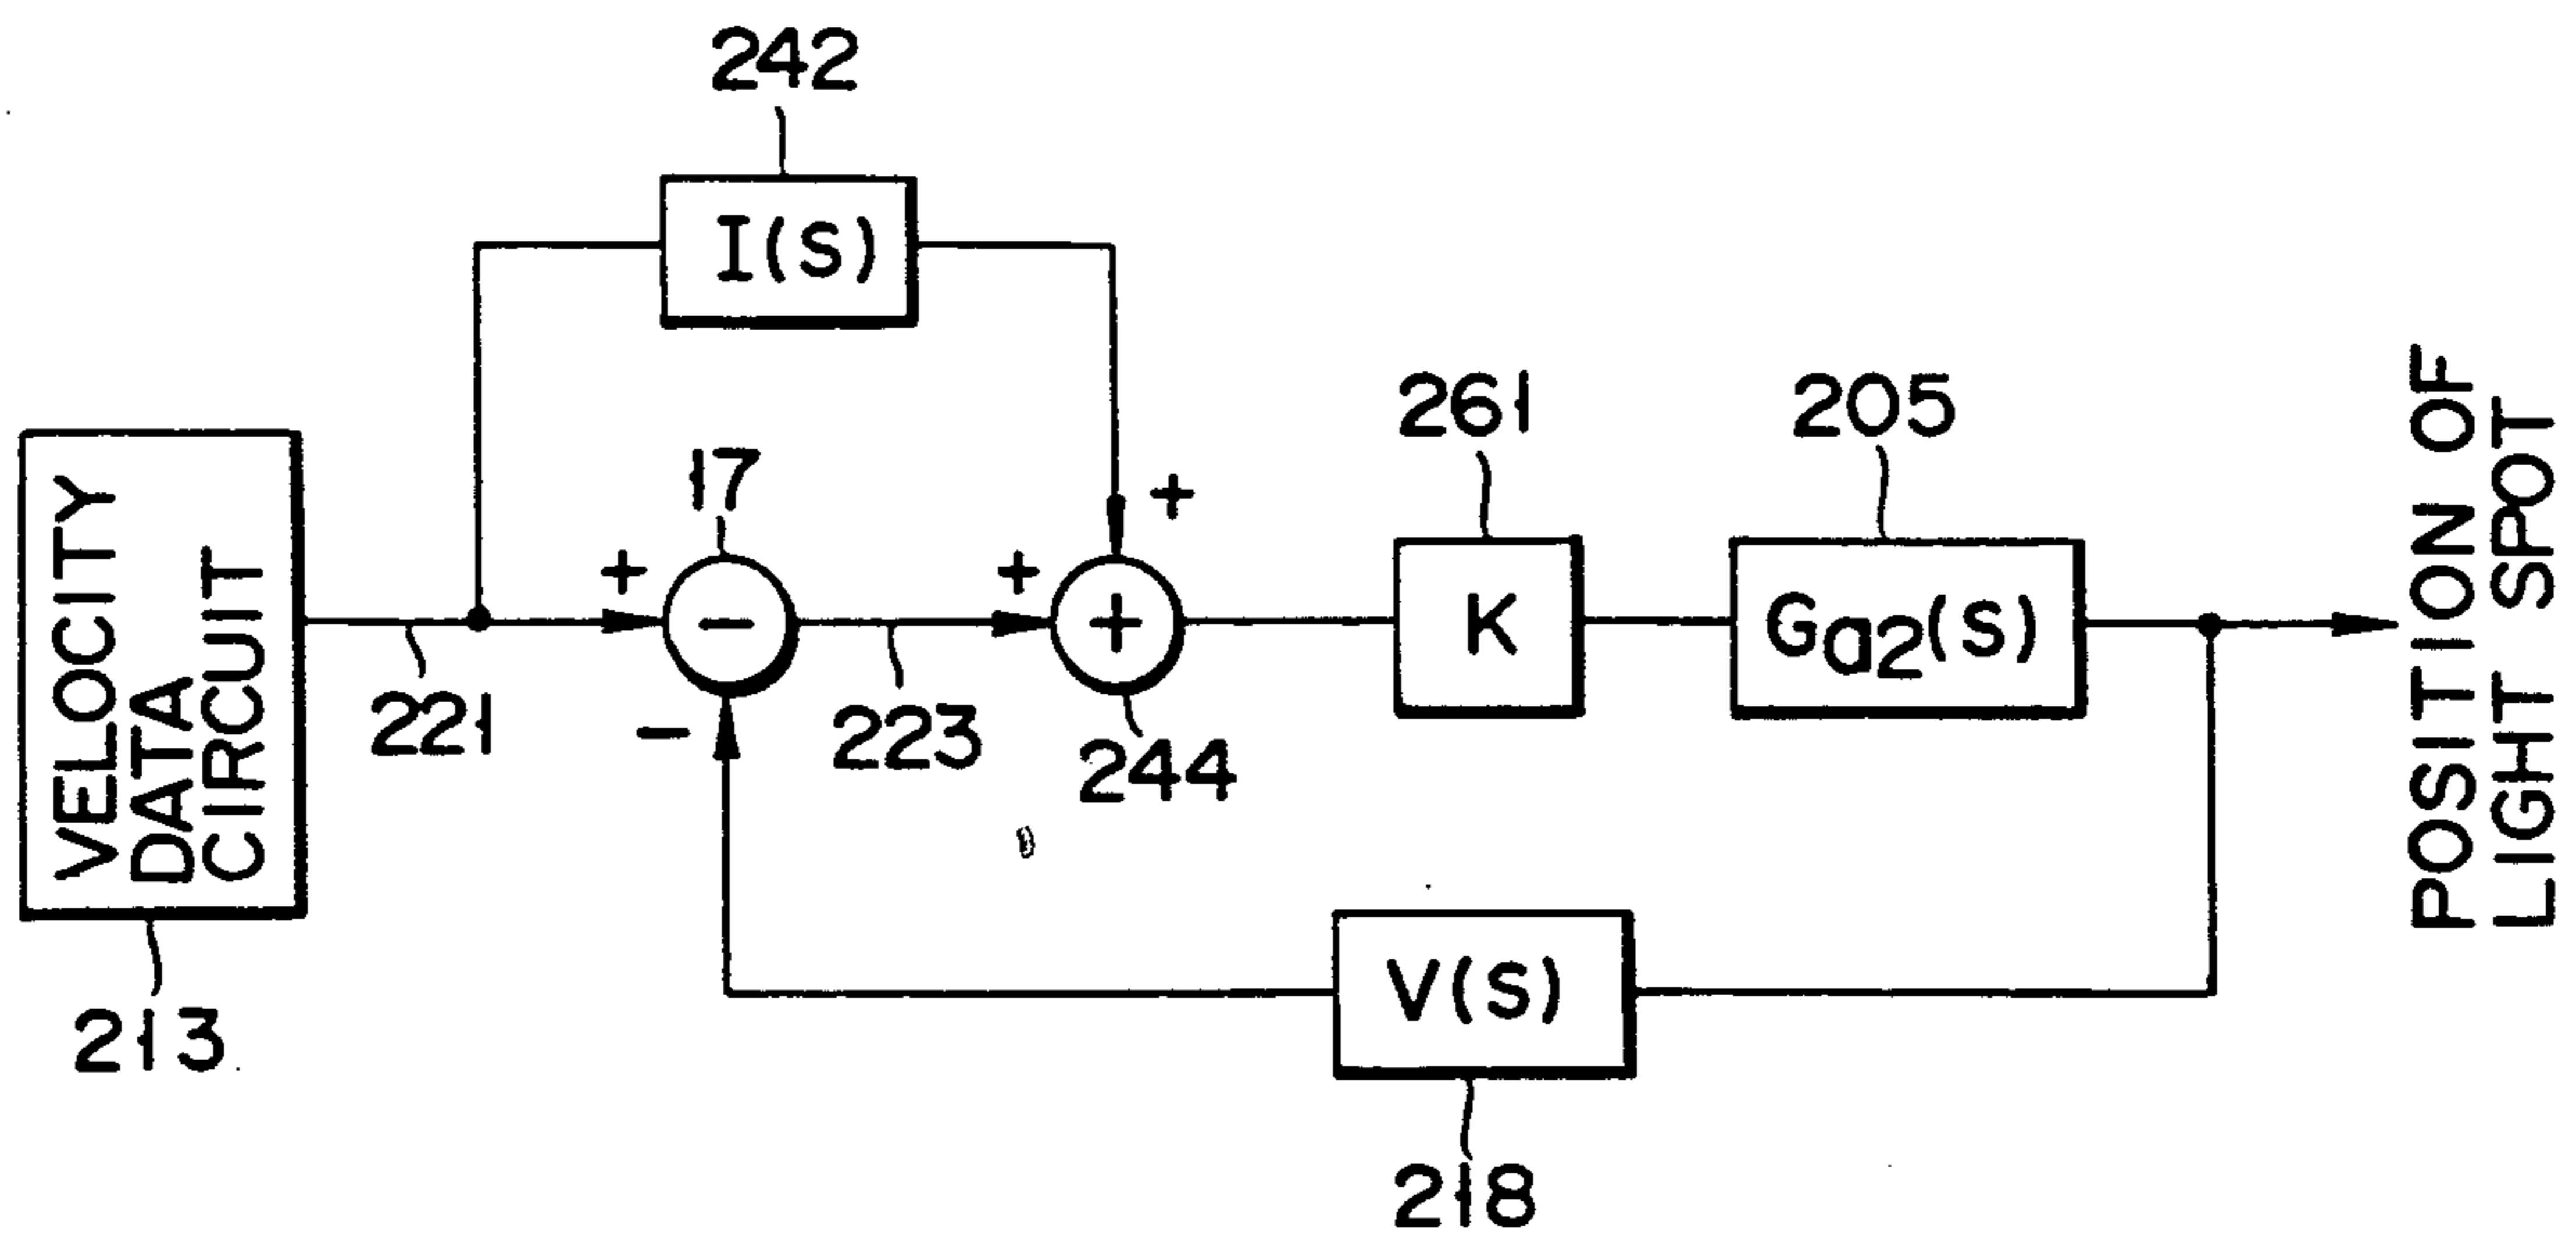 242
I(S)
VELOCITY
DATA
CIRCUIT
213
221
17
+
-
-
223
+
+
+
244
261
K
205
Ga2(S)
V(S)
218
POSITION OF
LIGHT SPOT